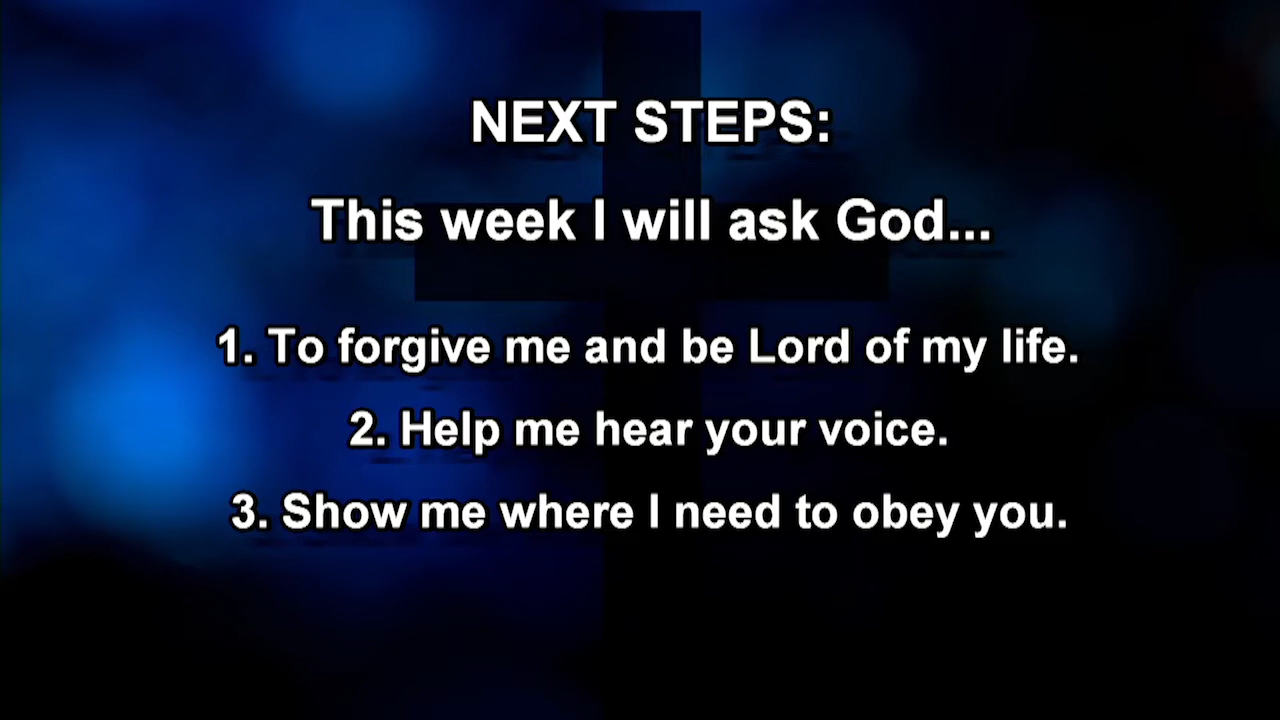 NEXT STEPS:
This week I will ask God...
1. To forgive me and be Lord of my life.
2. Help me hear your voice.
3. Show me where I need to obey you.